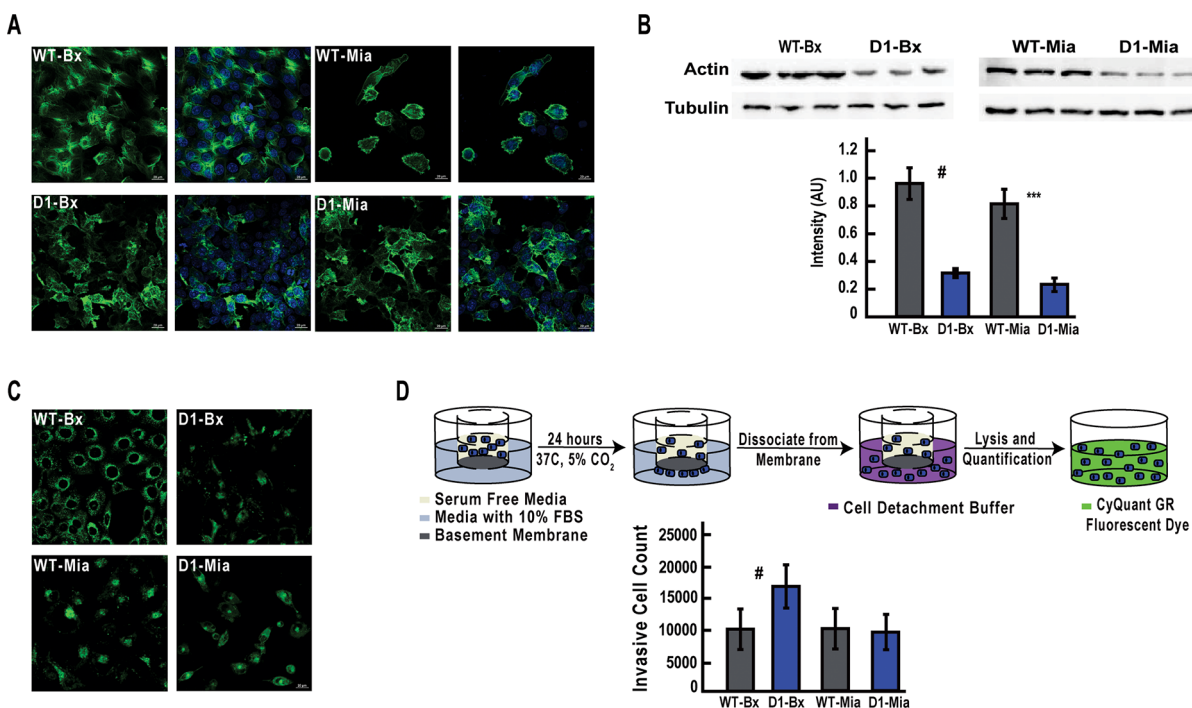 A
WT-Bx
WT-Mia
D1-Bx
D1-Mia
B
WT-Bx
D1-Bx
WT-Mia
D1-Mia
Actin
Tubulin
Intensity (AU)
1.2
1.0
0.8
0.6
0.4
0.2
0
#
***
WT-Bx
D1-Bx
WT-Mia
D1-Mia
C
WT-Bx
D1-Bx
WT-Mia
D1-Mia
D
24 hours
37C, 5% CO2
Dissociate from
Membrane
Lysis and
Quantification
Serum Free Media
Media with 10% FBS
Basement Membrane
Cell Detachment Buffer
CyQuant GR
Fluorescent Dye
Invasive Cell Count
25000
20000
15000
10000
5000
0
#
WT-Bx
D1-Bx
WT-Mia
D1-Mia